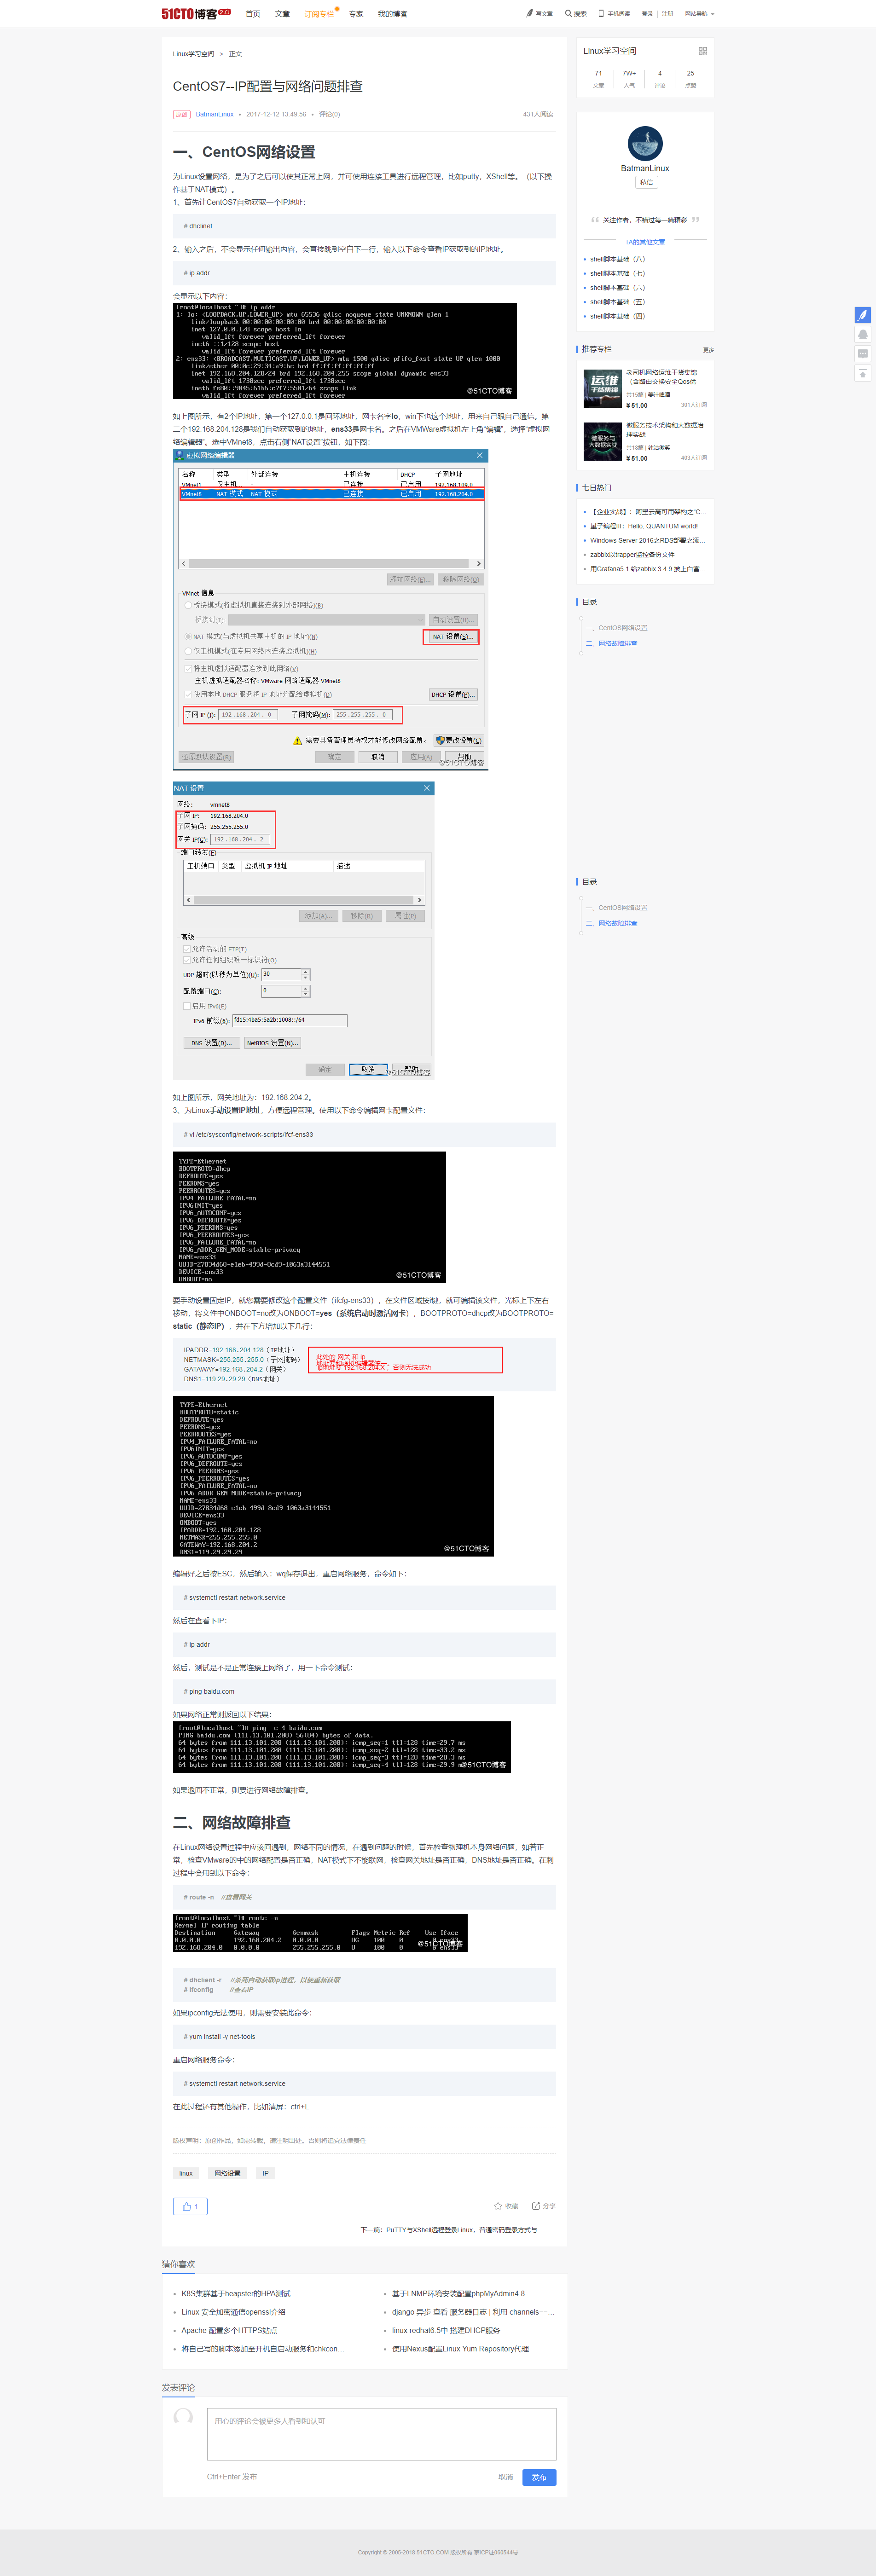 51CTO博客 2.0 首页 文章 订阅专栏 专家 我的博客 写文章 搜索 手机阅读 登录 注册 网站导航
Linux学习空间 > 正文
CentOS7--IP配置与网络问题排查
原创 BatmanLinux • 2017-12-12 13:49:56 • 评论(0) 431人阅读
一、CentOS网络设置
为Linux设置网络，是为了之后可以使其正常上网，并可使用连接工具进行远程管理，比如putty，XShell等。（以下操
作基于NAT模式）。
1，首先让CentOS7自动获取一个IP地址：
# dhclinet
2，输入之后，不会显示任何输出内容，会直接跳到空白下一行，输入以下命令查看IP获取到的IP地址。
# ip addr
会显示以下内容：
[root@localhost ~]# ip addr
1: lo: <LOOPBACK,UP,LOWER_UP> mtu 65536 qdisc noqueue state UNKNOWN qlen 1
link/loopback 00:00:00:00:00:00 brd 00:00:00:00:00:00
inet 127.0.0.1/8 scope host lo
valid_lft forever preferred_lft forever
inet6 ::1/128 scope host
valid_lft forever preferred_lft forever
2: ens33: <BROADCAST,MULTICAST,UP,LOWER_UP> mtu 1500 qdisc pfifo_fast state UP qlen 1000
inet 192.168.204.128/24 brd 192.168.204.255 scope global dynamic ens33
valid_lft 1738sec preferred_lft 1738sec
valid_lft forever preferred_lft forever
@51CTO博客
如上图所示，有2个IP地址，第一个127.0.0.1是回环地址，网卡名字lo，win下也这个地址，用来自己跟自己通信。第
二个192.168.204.128是我们自动获取到的地址，ens33是网卡名。之后在VMWare虚拟机左上角“编辑”，选择”虚拟网
络编辑器”。选中VMnet8，点击右侧”NAT设置”按钮，如下图：
虚拟网络编辑器
名称 类型 外部连接 主机连接 DHCP 子网地址
VMnet1 仅主机... - 已连接 已启用 192.168.109.0
VMnet8 NAT 模式 NAT 模式 已连接 已启用 192.168.204.0
添加网络(E)... 移除网络(O)
VMnet 信息
桥接模式(将虚拟机直接连接到外部网络)(B)
桥接到(T): 自动设置(U)...
NAT 模式(与虚拟机共享主机的 IP 地址)(N) NAT 设置(S)...
仅主机模式(在专用网络内连接虚拟机)(H)
将主机虚拟适配器连接到此网络(V)
主机虚拟适配器名称: VMware 网络适配器 VMnet8
使用本地 DHCP 服务将 IP 地址分配给虚拟机(D) DHCP 设置(P)...
子网 IP (I): 192 . 168 . 204 . 0 子网掩码(M): 255 . 255 . 255 . 0
需要具备管理员特权才能修改网络配置。 更改设置(C)
还原默认设置(R) 确定 取消 应用(A) 帮助
@51CTO博客
NAT 设置
网络: vmnet8
子网 IP: 192.168.204.0
子网掩码: 255.255.255.0
网关 IP(G): 192 . 168 . 204 . 2
端口转发(F)
主机端口 类型 虚拟机 IP 地址 描述
添加(A)... 移除(R) 属性(P)
高级
允许活动的 FTP(T)
允许任何组织唯一标识符(O)
UDP 超时(以秒为单位)(U): 30
配置端口(C): 0
启用 IPv6(E)
IPv6 前缀(6): fd15:4ba5:5a2b:1008::/64
DNS 设置(D)... NetBIOS 设置(N)...
确定 取消 帮助
@51CTO博客
如上图所示，网关地址为：192.168.204.2。
3，为Linux手动设置IP地址，方便远程管理。使用以下命令编辑网卡配置文件：
# vi /etc/sysconfig/network-scripts/ifcf-ens33
TYPE=Ethernet
BOOTPROTO=dhcp
DEFROUTE=yes
PEERDNS=yes
PEERROUTES=yes
IPV4_FAILURE_FATAL=no
IPV6INIT=yes
IPV6_AUTOCONF=yes
IPV6_DEFROUTE=yes
IPV6_PEERDNS=yes
IPV6_PEERROUTES=yes
IPV6_FAILURE_FATAL=no
IPV6_ADDR_GEN_MODE=stable-privacy
NAME=ens33
UUID=27834d68-e1eb-499d-8cd9-1863a3144551
DEVICE=ens33
ONBOOT=no
@51CTO博客
要手动设置固定IP，就您需要修改这个配置文件（ifcfg-ens33），在文件区域按i键，就可编辑该文件，光标上下左右
移动，将文件中ONBOOT=no改为ONBOOT=yes（系统启动时激活网卡），BOOTPROTO=dhcp改为BOOTPROTO=
static（静态IP），并在下方增加以下几行：
IPADDR=192.168.204.128（IP地址）
NETMASK=255.255.255.0（子网掩码）
GATAWAY=192.168.204.2（网关）
DNS1=119.29.29.29（DNS地址）
此处的 网关 和 ip
TYPE=Ethernet
BOOTPROTO=static
DEFROUTE=yes
PEERDNS=yes
PEERROUTES=yes
IPV4_FAILURE_FATAL=no
IPV6INIT=yes
IPV6_AUTOCONF=yes
IPV6_DEFROUTE=yes
IPV6_PEERDNS=yes
IPV6_PEERROUTES=yes
IPV6_FAILURE_FATAL=no
IPV6_ADDR_GEN_MODE=stable-privacy
NAME=ens33
UUID=27834d68-e1eb-499d-8cd9-1863a3144551
DEVICE=ens33
ONBOOT=yes
IPADDR=192.168.204.128
NETMASK=255.255.255.0
GATEWAY=192.168.204.2
DNS1=119.29.29.29
@51CTO博客
编辑好之后按ESC，然后输入：wq保存退出，重启网络服务，命令如下：
# systemctl restart network.service
然后在查看下IP：
# ip addr
然后，测试是不是正常连接上网络了，用一下命令测试：
# ping baidu.com
如果网络正常则返回以下结果：
[root@localhost ~]# ping -c 4 baidu.com
PING baidu.com (111.13.101.208) 56(84) bytes of data.
64 bytes from 111.13.101.208 (111.13.101.208): icmp_seq=1 ttl=128 time=29.7 ms
64 bytes from 111.13.101.208 (111.13.101.208): icmp_seq=2 ttl=128 time=33.2 ms
64 bytes from 111.13.101.208 (111.13.101.208): icmp_seq=3 ttl=128 time=28.3 ms
64 bytes from 111.13.101.208 (111.13.101.208): icmp_seq=4 ttl=128 time=29.9 ms
@51CTO博客
如果返回不正常，则要进行网络故障排查。
二、网络故障排查
在Linux网络设置过程中应该回遇到，网络不同的情况，在遇到问题的时候，首先检查物理机本身网络问题，如若正
常，检查VMware的中的网络配置是否正确，NAT模式下不能联网，检查网关地址是否正确，DNS地址是否正确。在刺
过程中会用到以下命令：
# route -n //查看网关
[root@localhost ~]# route -n
Kernel IP routing table
Destination Gateway Genmask Flags Metric Ref Use Iface
0.0.0.0 192.168.204.2 0.0.0.0 UG 100 0 0 ens33
192.168.204.0 0.0.0.0 255.255.255.0 U 100 0 0 ens33
@51CTO博客
# dhclient -r //杀死自动获取ip进程，以便重新获取
# ifconfig //查看IP
如果ipconfig无法使用，则需要安装此命令：
# yum install -y net-tools
重启网络服务命令：
# systemctl restart network.service
在此过程还有其他操作，比如清屏：ctrl+L
版权声明：原创作品，如需转载，请注明出处。否则将追究法律责任
linux 网络设置 IP
1 收藏 分享
下一篇：PuTTY与XShell远程登录Linux，普通密码登录方式与...
猜你喜欢
K8S集群基于heapster的HPA测试 基于LNMP环境安装配置phpMyAdmin4.8
Linux 安全加密通信openssl介绍 django 异步 查看 服务器日志 | 利用 channels==...
Apache 配置多个HTTPS站点 linux redhat6.5中 搭建DHCP服务
将自己写的脚本添加至开机自启动服务和chkcon... 使用Nexus配置Linux Yum Repository代理
发表评论
用心的评论会被更多人看到和认可
Ctrl+Enter 发布 取消 发布
Linux学习空间
71 7W+ 4 25
文章 人气 评论 点赞
BatmanLinux
私信
关注作者，不错过每一篇精彩
TA的其他文章
shell脚本基础（八）
shell脚本基础（七）
shell脚本基础（六）
shell脚本基础（五）
shell脚本基础（四）
推荐专栏 更多
老司机网络运维干货集锦
（含路由交换安全Qos优
共15篇 | 姜汁啤酒
¥ 51.00 381人订阅
微服务技术架构和大数据治
理实战
共18篇 | 纯洁微笑
¥ 51.00 403人订阅
七日热门
【企业实战】：阿里云高可用架构之“C...
量子编程III：Hello, QUANTUM world!
Windows Server 2016之RDS部署之添...
zabbix以trapper监控备份文件
用Grafana5.1 给zabbix 3.4.9 披上白富...
目录
一、CentOS网络设置
二、网络故障排查
目录
一、CentOS网络设置
二、网络故障排查
Copyright © 2005-2018 51CTO.COM 版权所有 京ICP证060544号